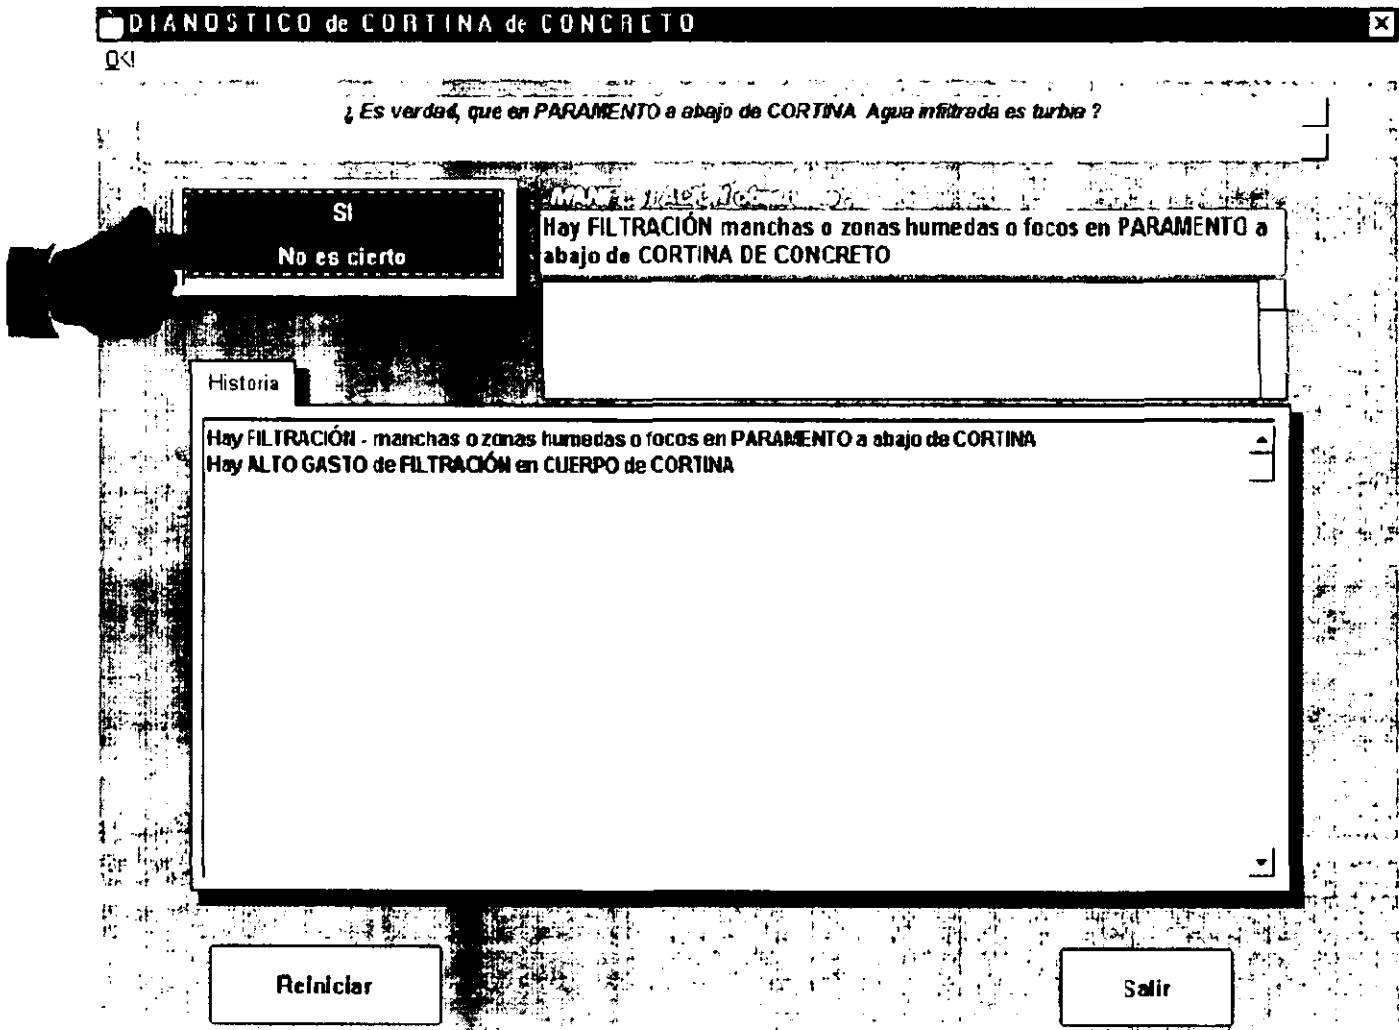 DIANOSTICO de CORTINA de CONCRETO
OK!
¿ Es verdad, que en PARAMENTO a abajo de CORTINA Agua infiltrada es turbia ?
SI
No es cierto
Hay FILTRACIÓN manchas o zonas humedas o focos en PARAMENTO a
abajo de CORTINA DE CONCRETO
Historia
Hay FILTRACIÓN - manchas o zonas humedas o focos en PARAMENTO a abajo de CORTINA
Hay ALTO GASTO de FILTRACIÓN en CUERPO de CORTINA
Reiniciar
Salir